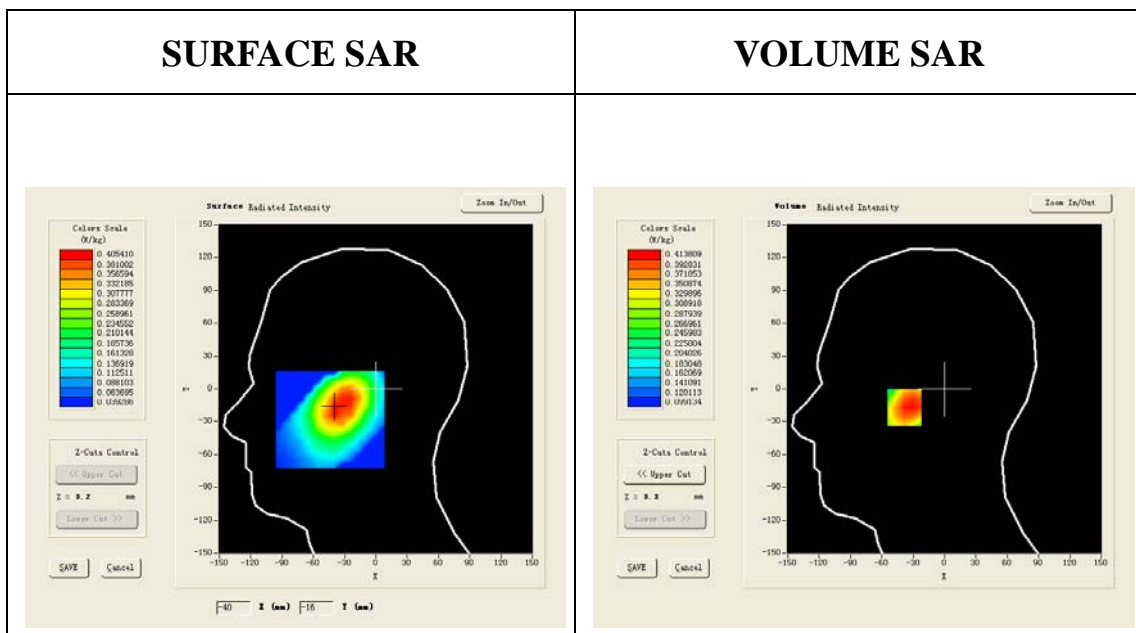 SURFACE SAR
VOLUME SAR
Surface Radiated Intensity
Zoom In/Out
Colors Scale
(W/kg)
0.405410
0.381002
0.356594
0.332185
0.307777
0.283369
0.258961
0.234552
0.210144
0.185736
0.161328
0.136919
0.112511
0.088103
0.063695
0.039286
Z-Cuts Control
<< Upper Cut
Lower Cut >>
SAVE
Cancel
150
120
90
60
30
0
-30
-60
-90
-120
-150
Y
-150 -120 -90 -60 -30 0 30 60 90 120 150
X
-40 X (mm) -16 Y (mm)
Volume Radiated Intensity
Zoom In/Out
Colors Scale
(W/kg)
0.413809
0.392831
0.371853
0.350874
0.329896
0.308918
0.287939
0.266961
0.245983
0.225004
0.204026
0.183048
0.162069
0.141091
0.120113
0.099134
Z-Cuts Control
<< Upper Cut
Lower Cut >>
SAVE
Cancel
150
120
90
60
30
0
-30
-60
-90
-120
-150
Y
-150 -120 -90 -60 -30 0 30 60 90 120 150
X